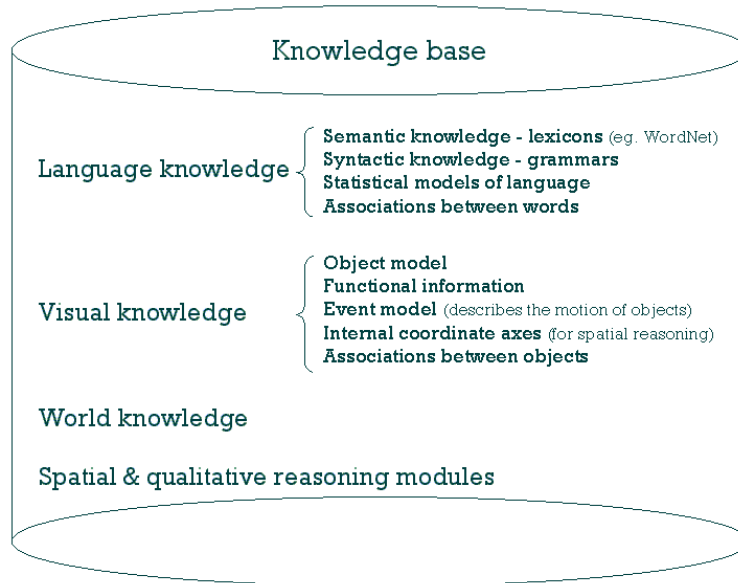 Knowledge base
Semantic knowledge - lexicons (eg. WordNet)
Language knowledge
Syntactic knowledge - grammars
Statistical models of language
Associations between words
Object model
Functional information
Visual knowledge
Event model (describes the motion of objects)
Internal coordinate axes (for spatial reasoning)
Associations between objects
World knowledge
Spatial & qualitative reasoning modules